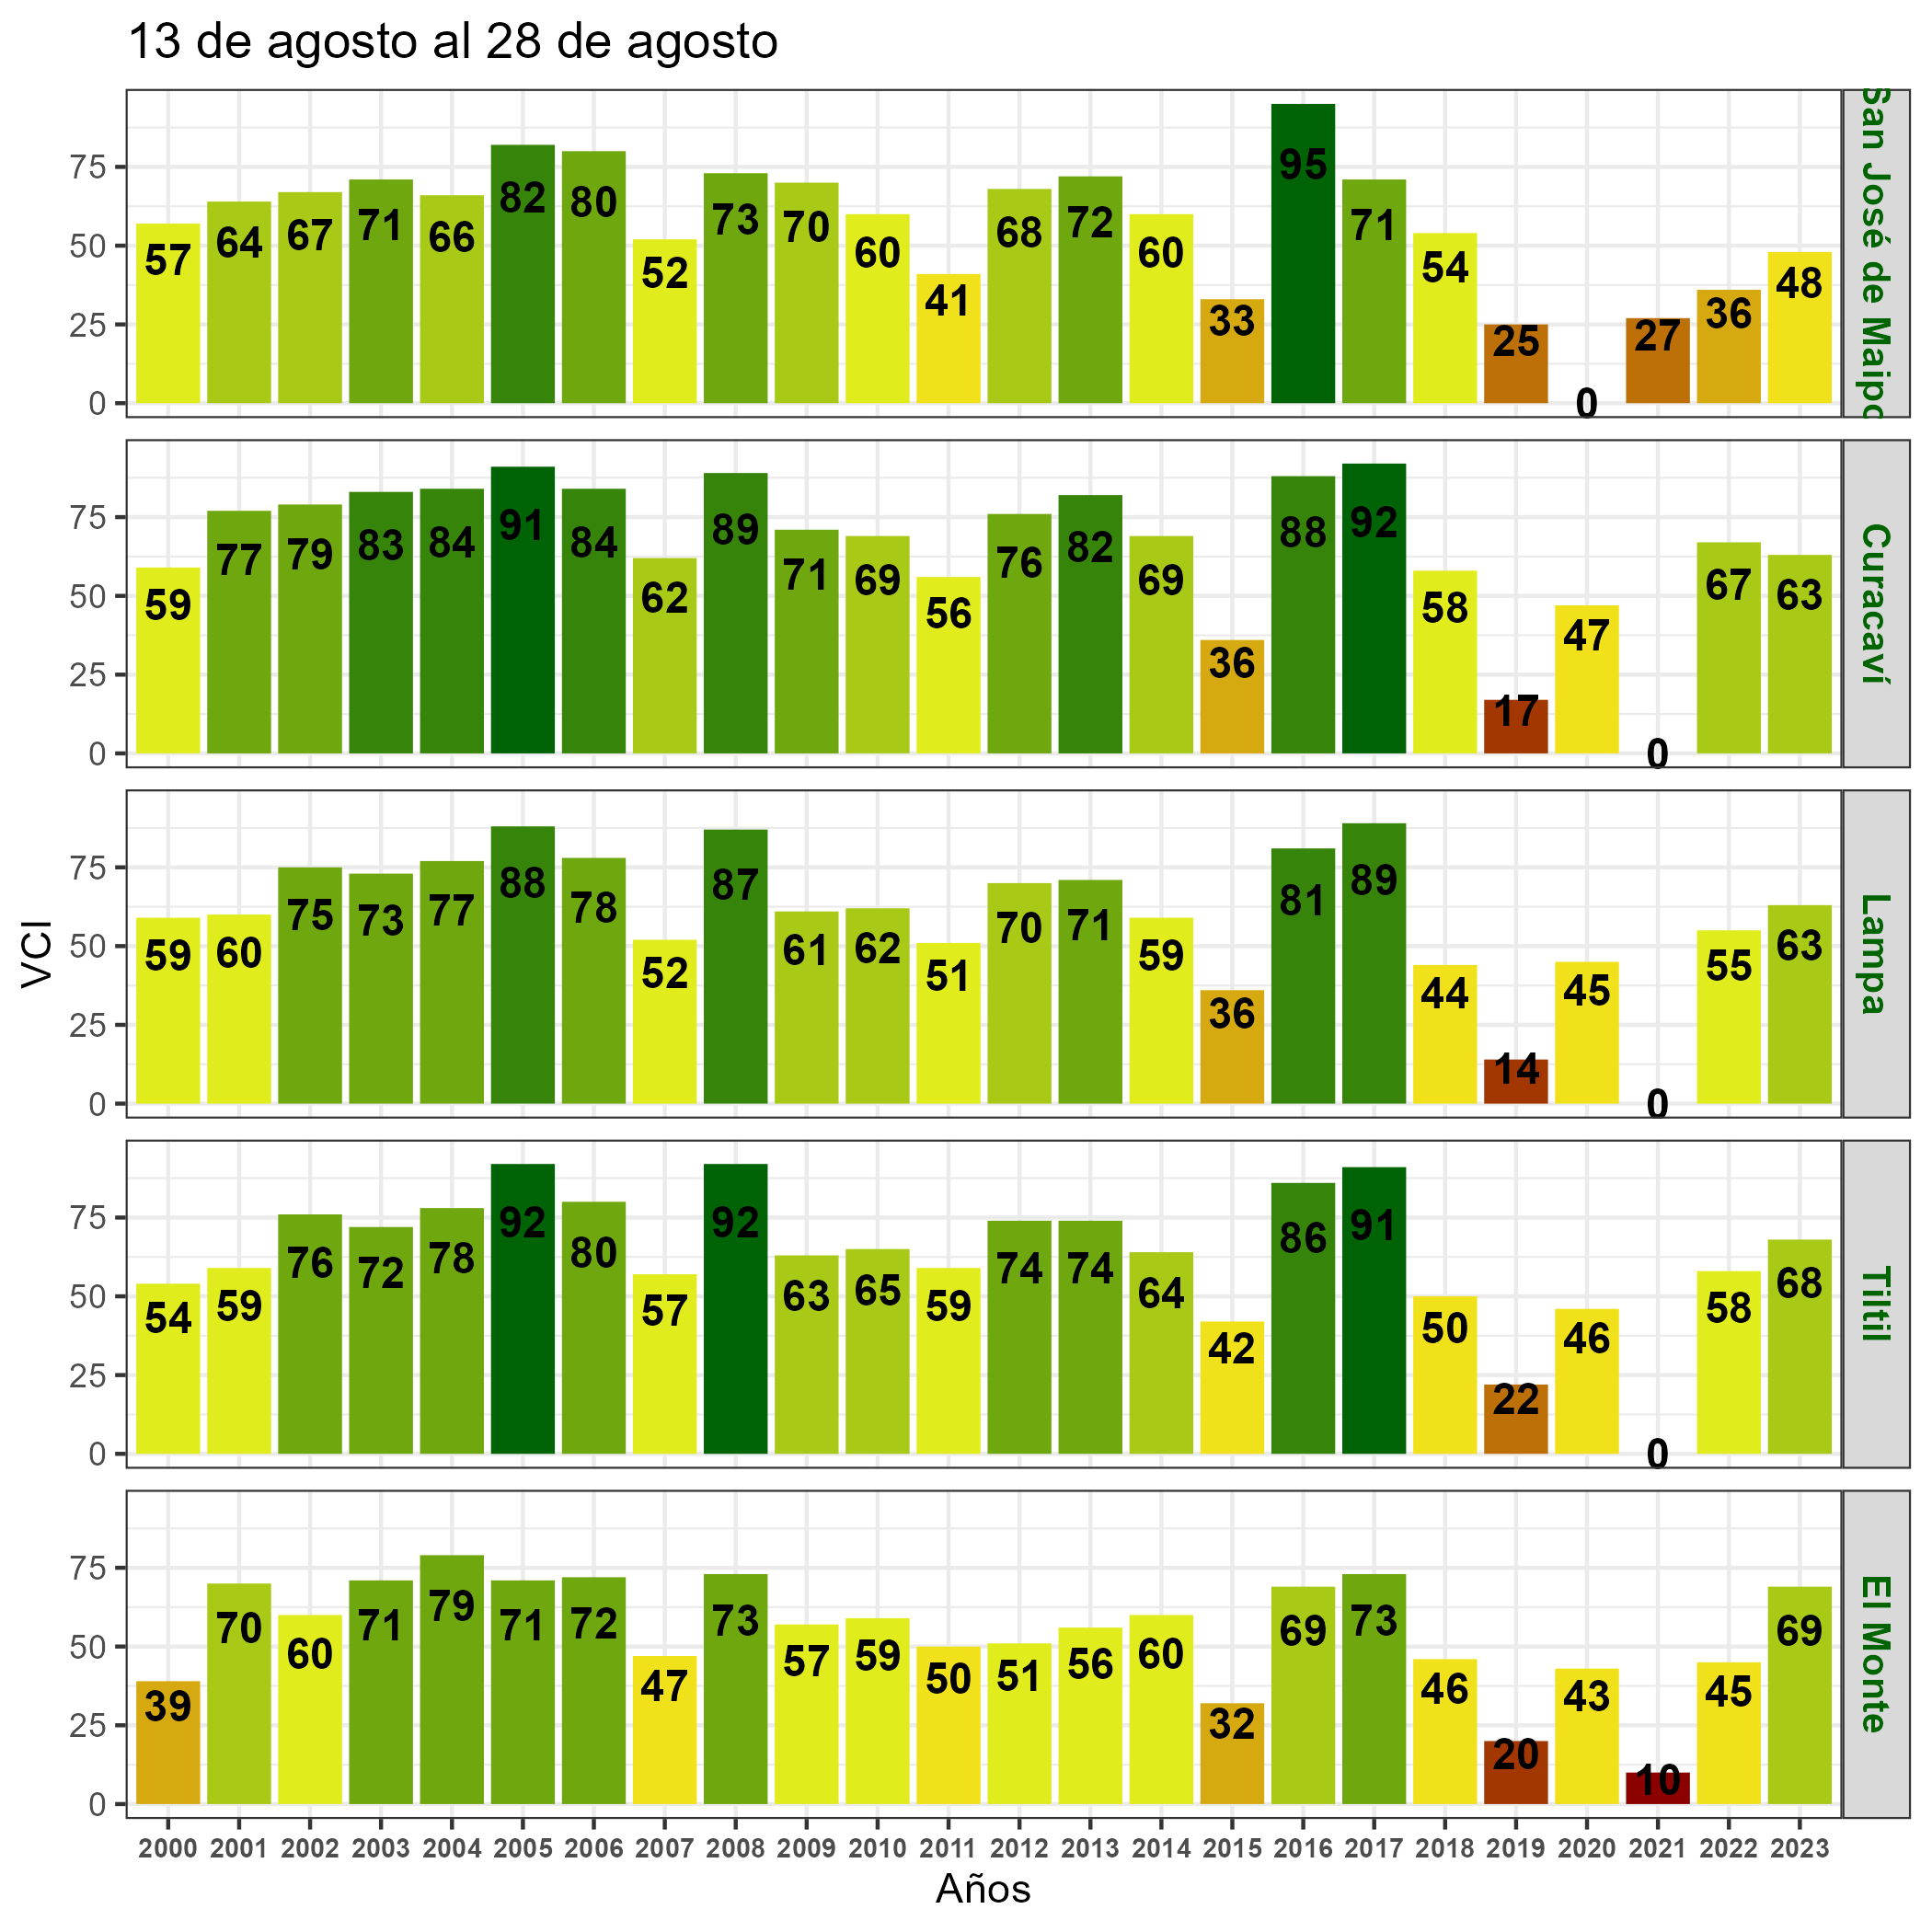 13 de agosto al 28 de agosto
VCI
75
50
25
0
57 64 67 71 66 82 80 52 73 70 60 41 68 72 60 33 95 71 54 25 0 27 36 48
San José de Maipo
75
50
25
0
59 77 79 83 84 91 84 62 89 71 69 56 76 82 69 36 88 92 58 17 47 0 67 63
Curacaví
75
50
25
0
59 60 75 73 77 88 78 52 87 61 62 51 70 71 59 36 81 89 44 14 45 0 55 63
Lampa
75
50
25
0
54 59 76 72 78 92 80 57 92 63 65 59 74 74 64 42 86 91 50 22 46 0 58 68
Tiltil
75
50
25
0
39 70 60 71 79 71 72 47 73 57 59 50 51 56 60 32 69 73 46 20 43 10 45 69
El Monte
2000 2001 2002 2003 2004 2005 2006 2007 2008 2009 2010 2011 2012 2013 2014 2015 2016 2017 2018 2019 2020 2021 2022 2023
Años